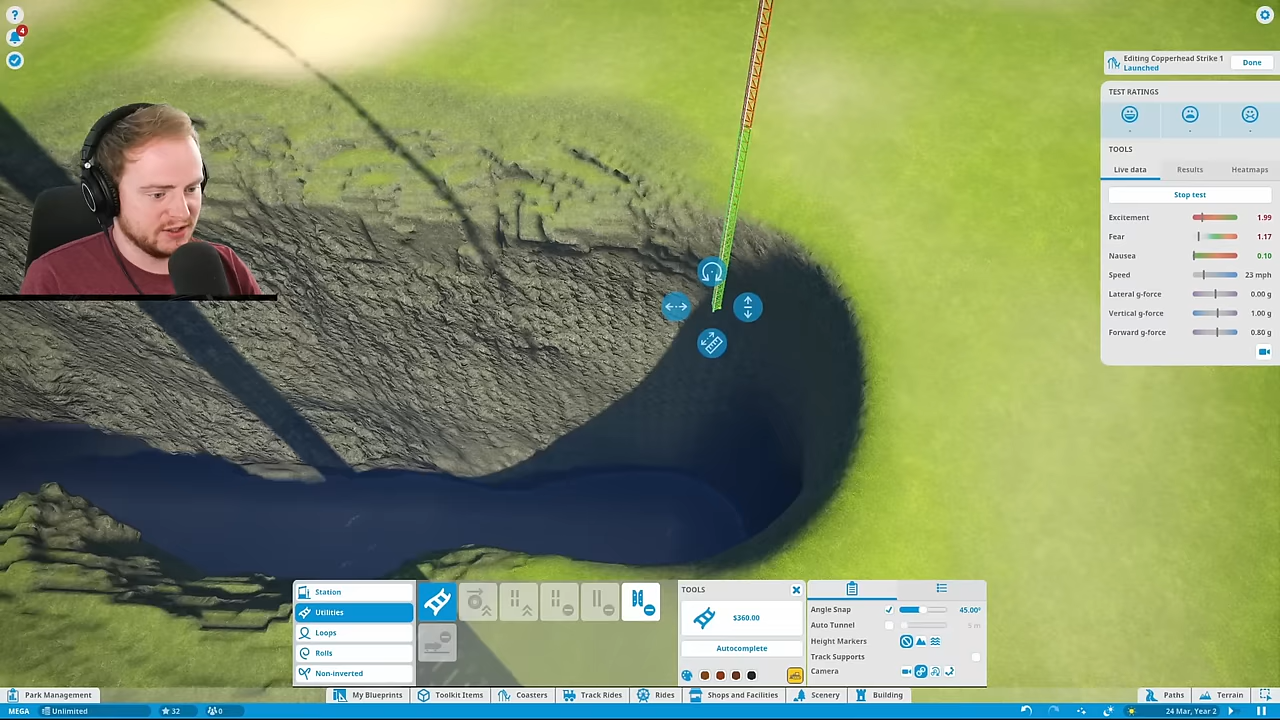 ?
4
Editing Copperhead Strike 1
Launched
Done
TEST RATINGS
-
-
-
TOOLS
Live data
Results
Heatmaps
Stop test
Excitement 1.99
Fear 1.17
Nausea 0.10
Speed 23 mph
Lateral g-force 0.00 g
Vertical g-force 1.00 g
Forward g-force 0.80 g
Station
Utilities
Loops
Rolls
Non-inverted
TOOLS
$360.00
Autocomplete
Angle Snap 45.00°
Auto Tunnel 5 m
Height Markers
Track Supports
Camera
Park Management
My Blueprints
Toolkit Items
Coasters
Track Rides
Rides
Shops and Facilities
Scenery
Building
Paths
Terrain
MEGA
Unlimited
32
0
24 Mar, Year 2